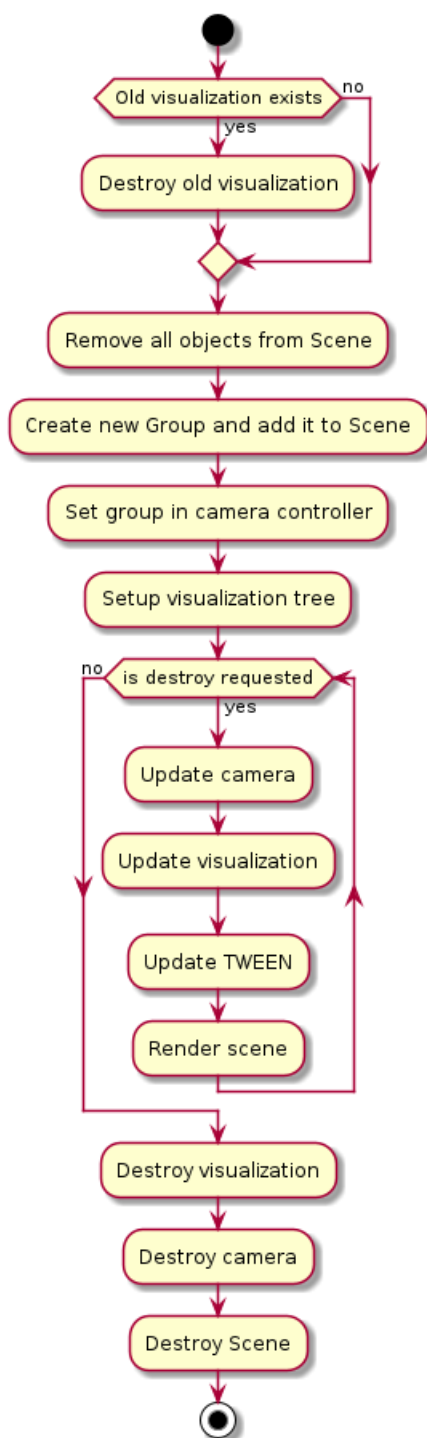 Old visualization exists
no
yes
Destroy old visualization
Remove all objects from Scene
Create new Group and add it to Scene
Set group in camera controller
Setup visualization tree
no
is destroy requested
yes
Update camera
Update visualization
Update TWEEN
Render scene
Destroy visualization
Destroy camera
Destroy Scene